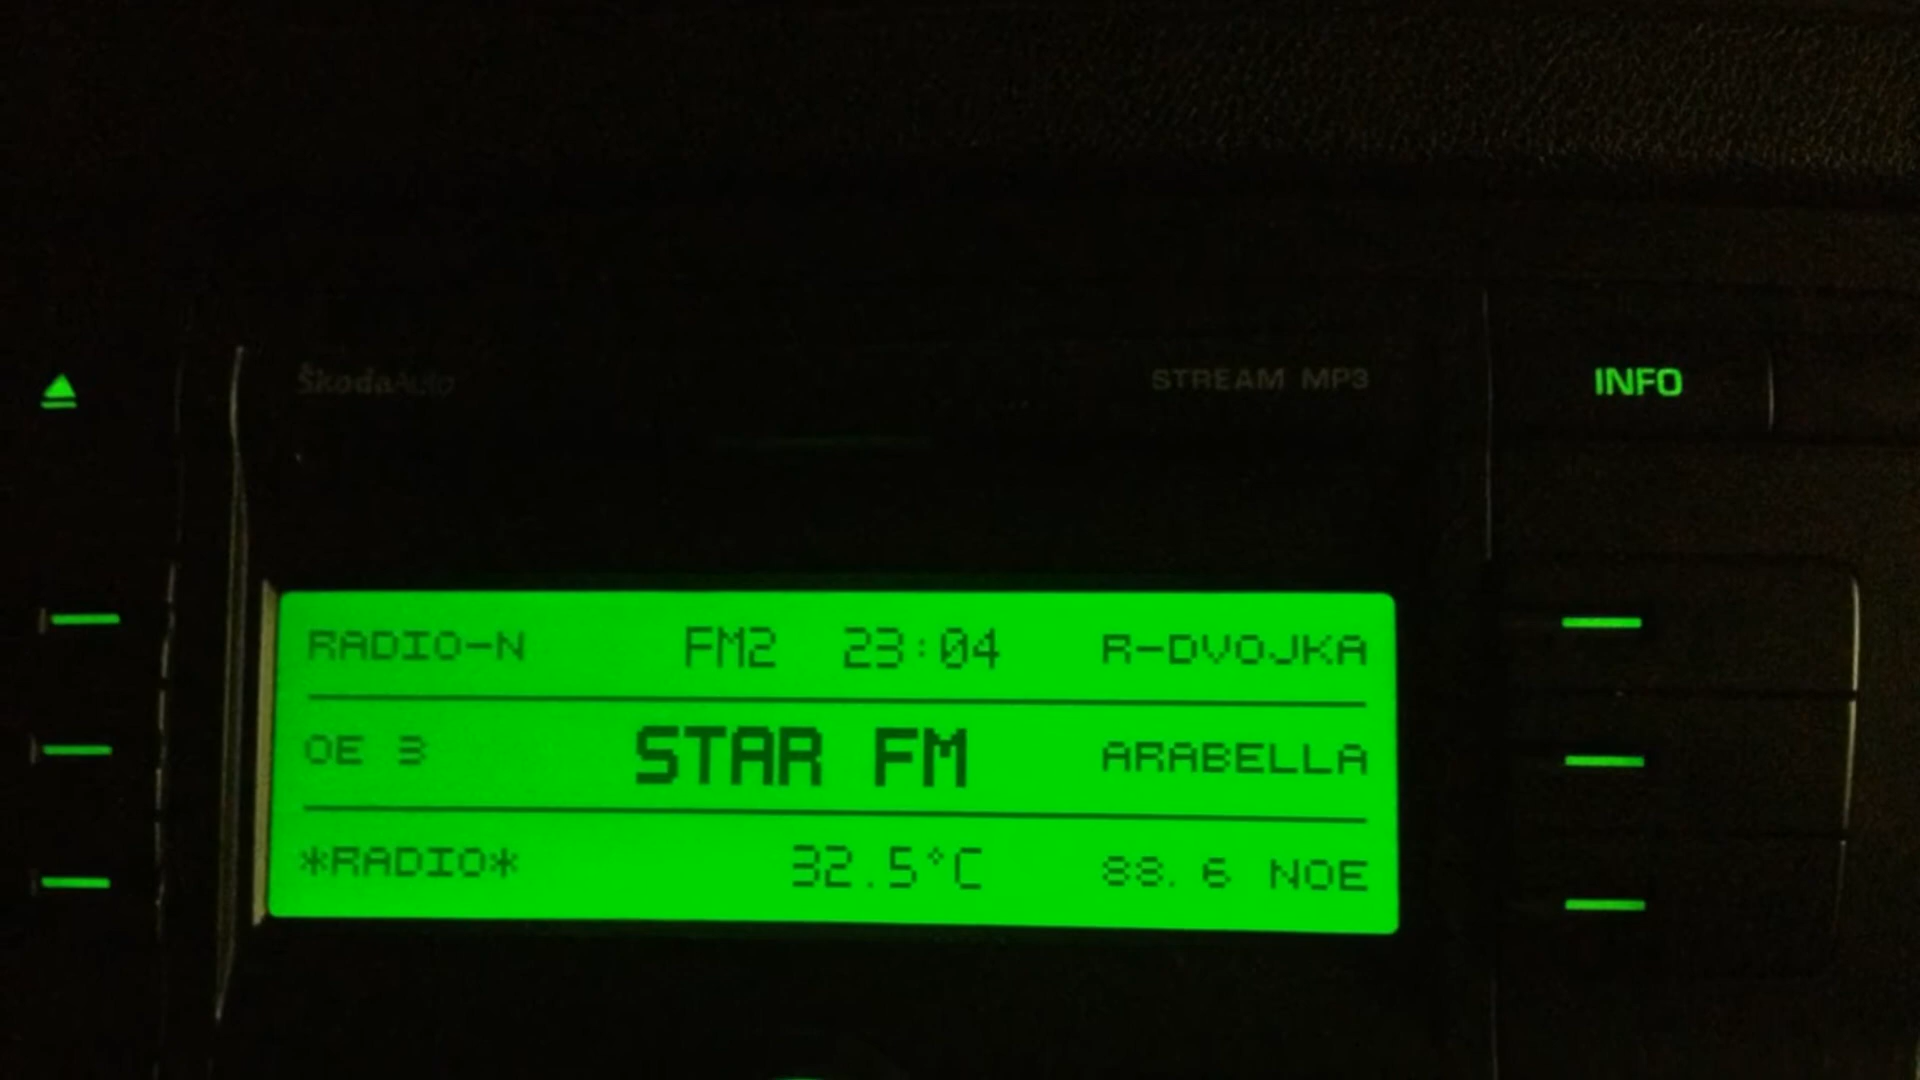 ŠkodaAuto STREAM MP3 INFO
RADIO-N FM2 23:04 R-DVOJKA
OE 3 STAR FM ARABELLA
*RADIO* 32.5°C 88.6 NOE